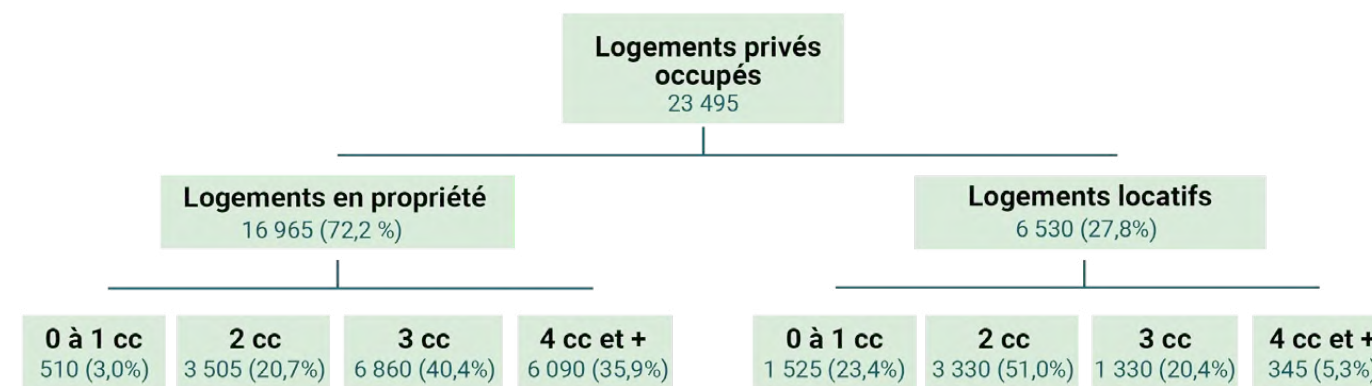 Logements privés
occupés
23 495
Logements en propriété
16 965 (72,2 %)
Logements locatifs
6 530 (27,8%)
0 à 1 cc
510 (3,0%)
2 cc
3 505 (20,7%)
3 cc
6 860 (40,4%)
4 cc et +
6 090 (35,9%)
0 à 1 cc
1 525 (23,4%)
2 cc
3 330 (51,0%)
3 cc
1 330 (20,4%)
4 cc et +
345 (5,3%